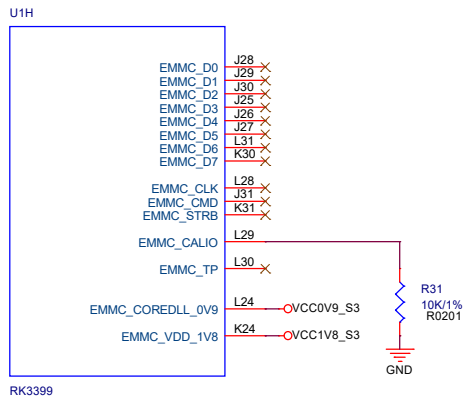 U1H
EMMC_D0 J28
EMMC_D1 J29
EMMC_D2 J30
EMMC_D3 J25
EMMC_D4 J26
EMMC_D5 J27
EMMC_D6 L31
EMMC_D7 K30
EMMC_CLK L28
EMMC_CMD J31
EMMC_STRB K31
EMMC_CALIO L29
EMMC_TP L30
R31
10K/1%
R0201
EMMC_COREDLL_0V9 L24 VCC0V9_S3
EMMC_VDD_1V8 K24 VCC1V8_S3
GND
RK3399